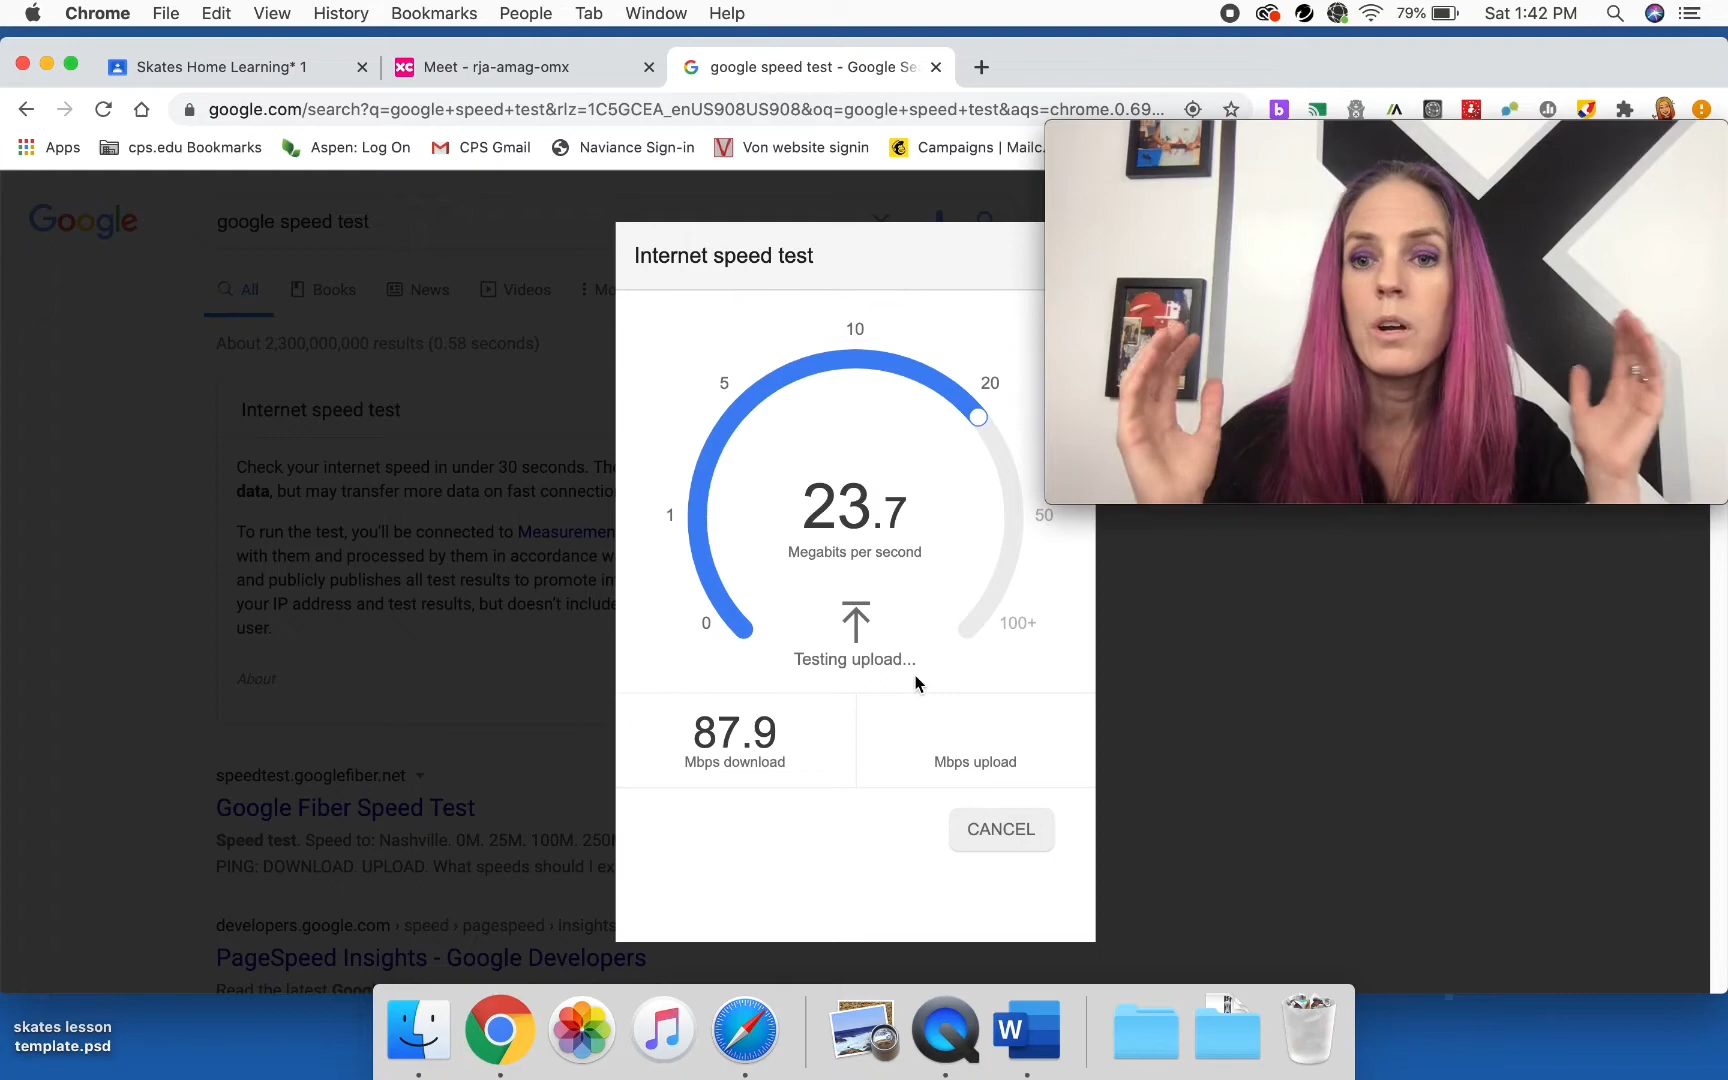 Chrome File Edit View History Bookmarks People Tab Window Help 79% Sat 1:42 PM
Skates Home Learning* 1 Meet - rja-amag-omx google speed test - Google Se
google.com/search?q=google+speed+test&rlz=1C5GCEA_enUS908US908&oq=google+speed+test&aqs=chrome.0.69...
Apps cps.edu Bookmarks Aspen: Log On CPS Gmail Naviance Sign-in Von website signin Campaigns | Mailc
Google google speed test
All Books News Videos Mo
About 2,300,000,000 results (0.58 seconds)
Internet speed test
Check your internet speed in under 30 seconds. The
data, but may transfer more data on fast connectio
To run the test, you'll be connected to Measuremen
with them and processed by them in accordance w
and publicly publishes all test results to promote in
your IP address and test results, but doesn't include
user.
About
speedtest.googlefiber.net
Google Fiber Speed Test
Speed test. Speed to: Nashville. 0M. 25M. 100M. 250
PING: DOWNLOAD. UPLOAD. What speeds should I ex
developers.google.com › speed › pagespeed › insights
PageSpeed Insights - Google Developers
Read the latest Goog
Internet speed test
10
5 20
1 50
23.7
Megabits per second
0 100+
Testing upload...
87.9
Mbps download Mbps upload
CANCEL
skates lesson
template.psd
W